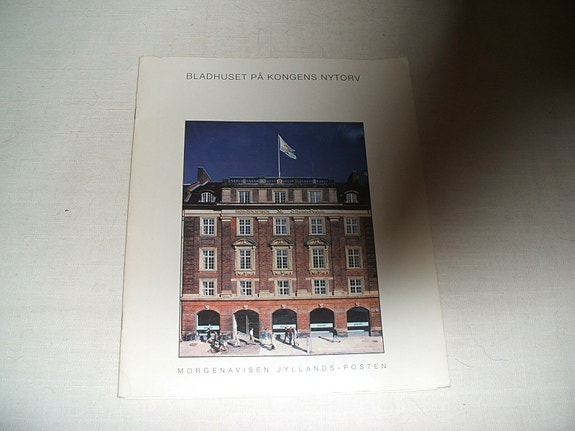 BLADHUSET PÅ KONGENS NYTORV
MORGENAVISEN JYLLANDS-POSTEN